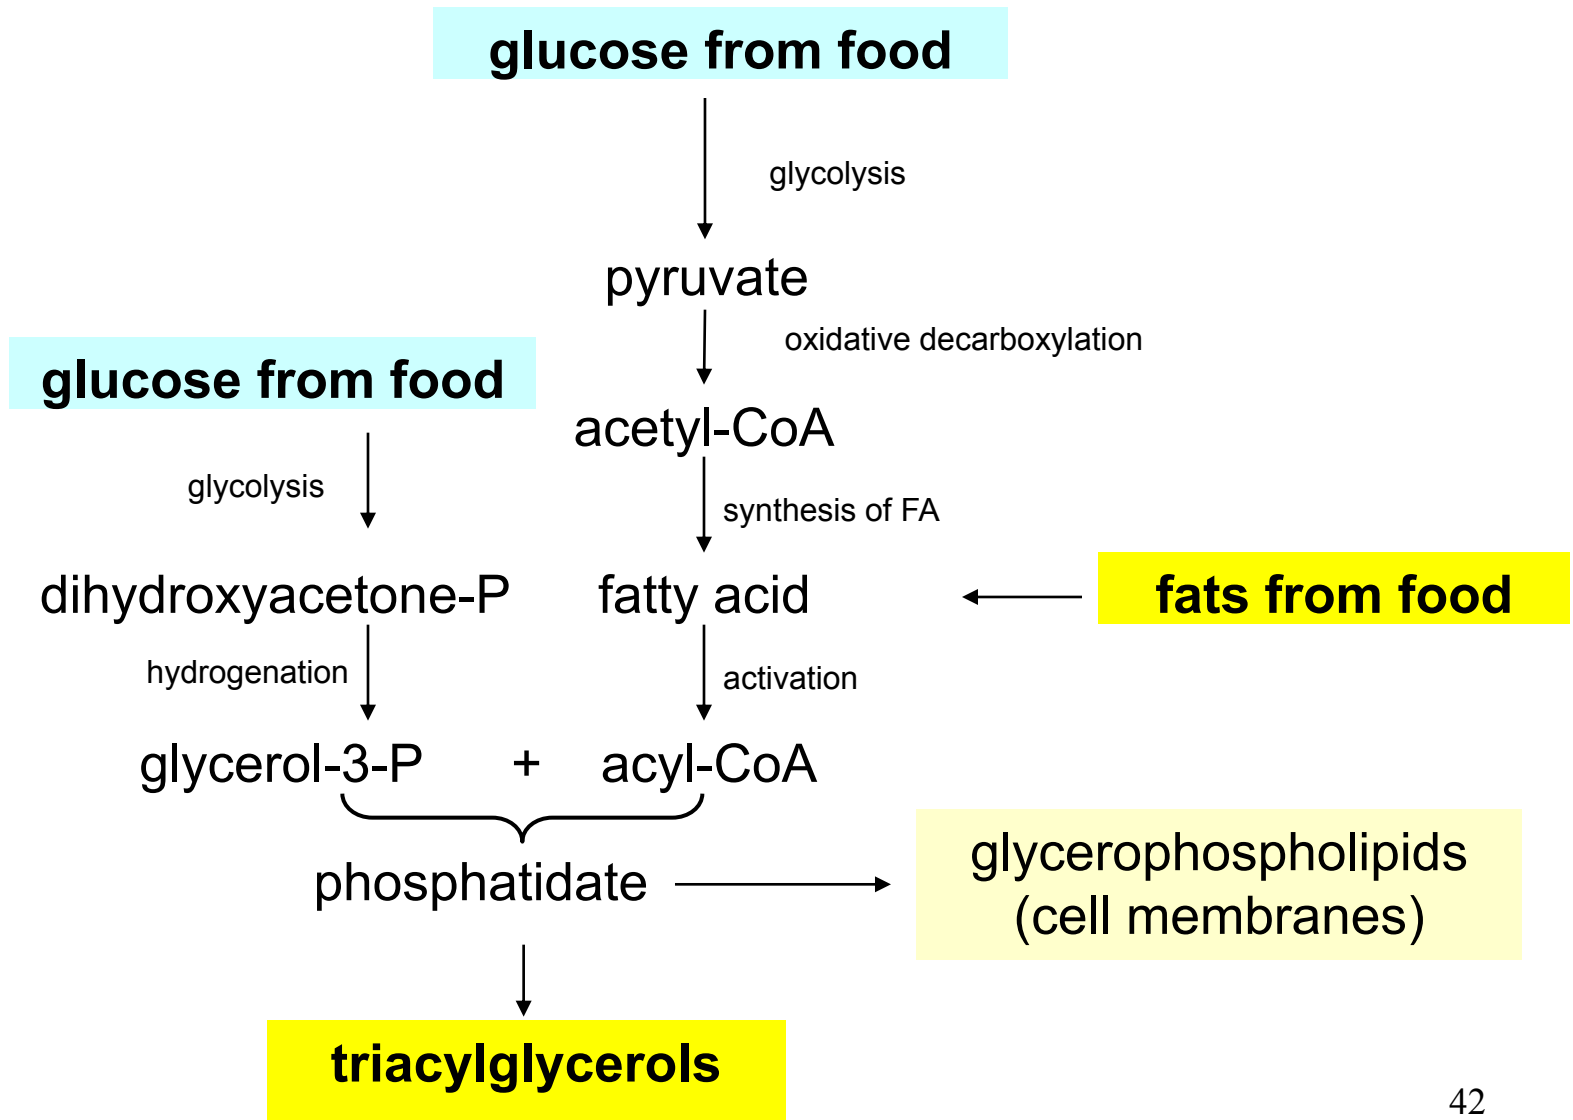 glucose from food
glycolysis
pyruvate
oxidative decarboxylation
glucose from food
acetyl-CoA
glycolysis
synthesis of FA
dihydroxyacetone-P
fatty acid
fats from food
hydrogenation
activation
glycerol-3-P + acyl-CoA
phosphatidate
glycerophospholipids
(cell membranes)
triacylglycerols
42